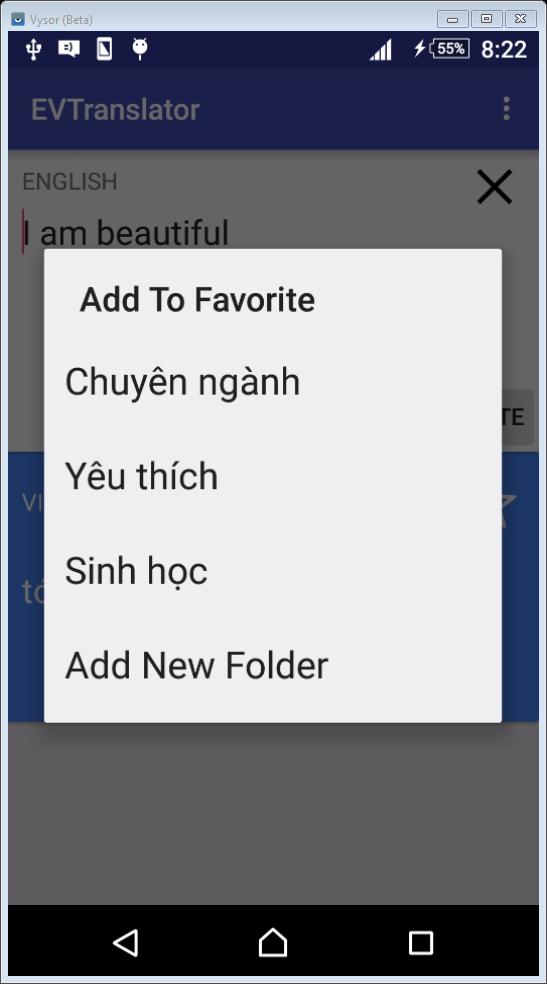 Vysor (Beta)
55% 8:22
EVTranslator
ENGLISH
I am beautiful
Add To Favorite
Chuyên ngành
Yêu thích
Sinh học
Add New Folder